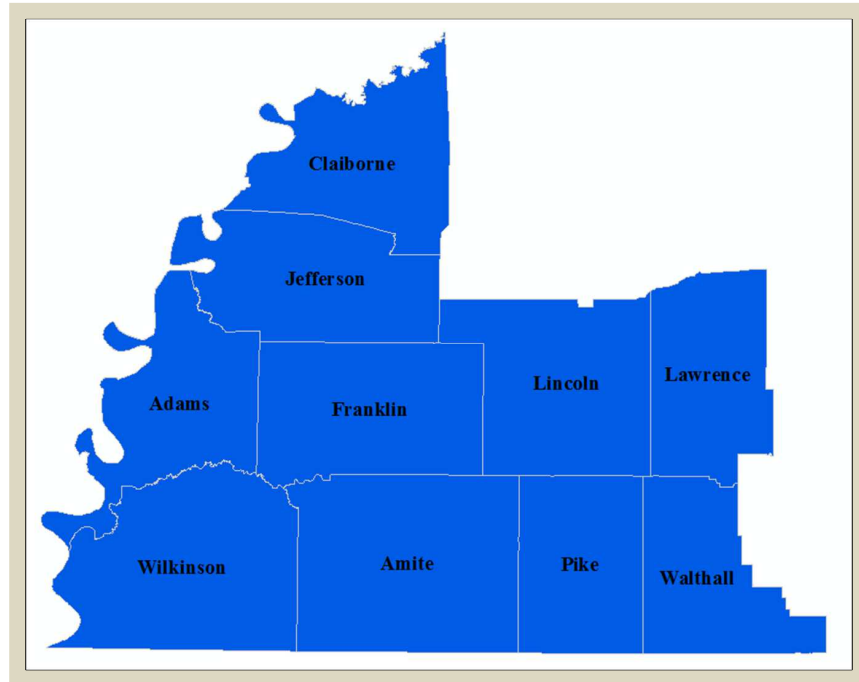 Claiborne
Jefferson
Adams
Franklin
Lincoln
Lawrence
Wilkinson
Amite
Pike
Walthall